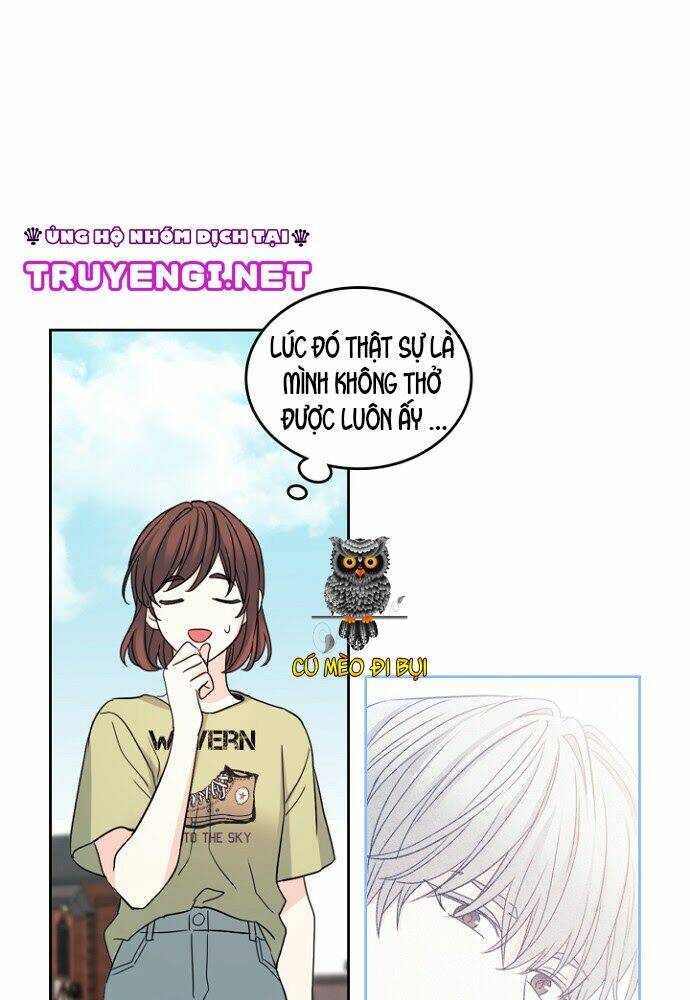 ỦNG HỘ NHÓM DỊCH TẠI
TRUYENGI.NET
LÚC ĐÓ THẬT SỰ LÀ
MÌNH KHÔNG THỞ
ĐƯỢC LUÔN ẤY ...
CÚ MÈO ĐI BỤI
TO THE SKY